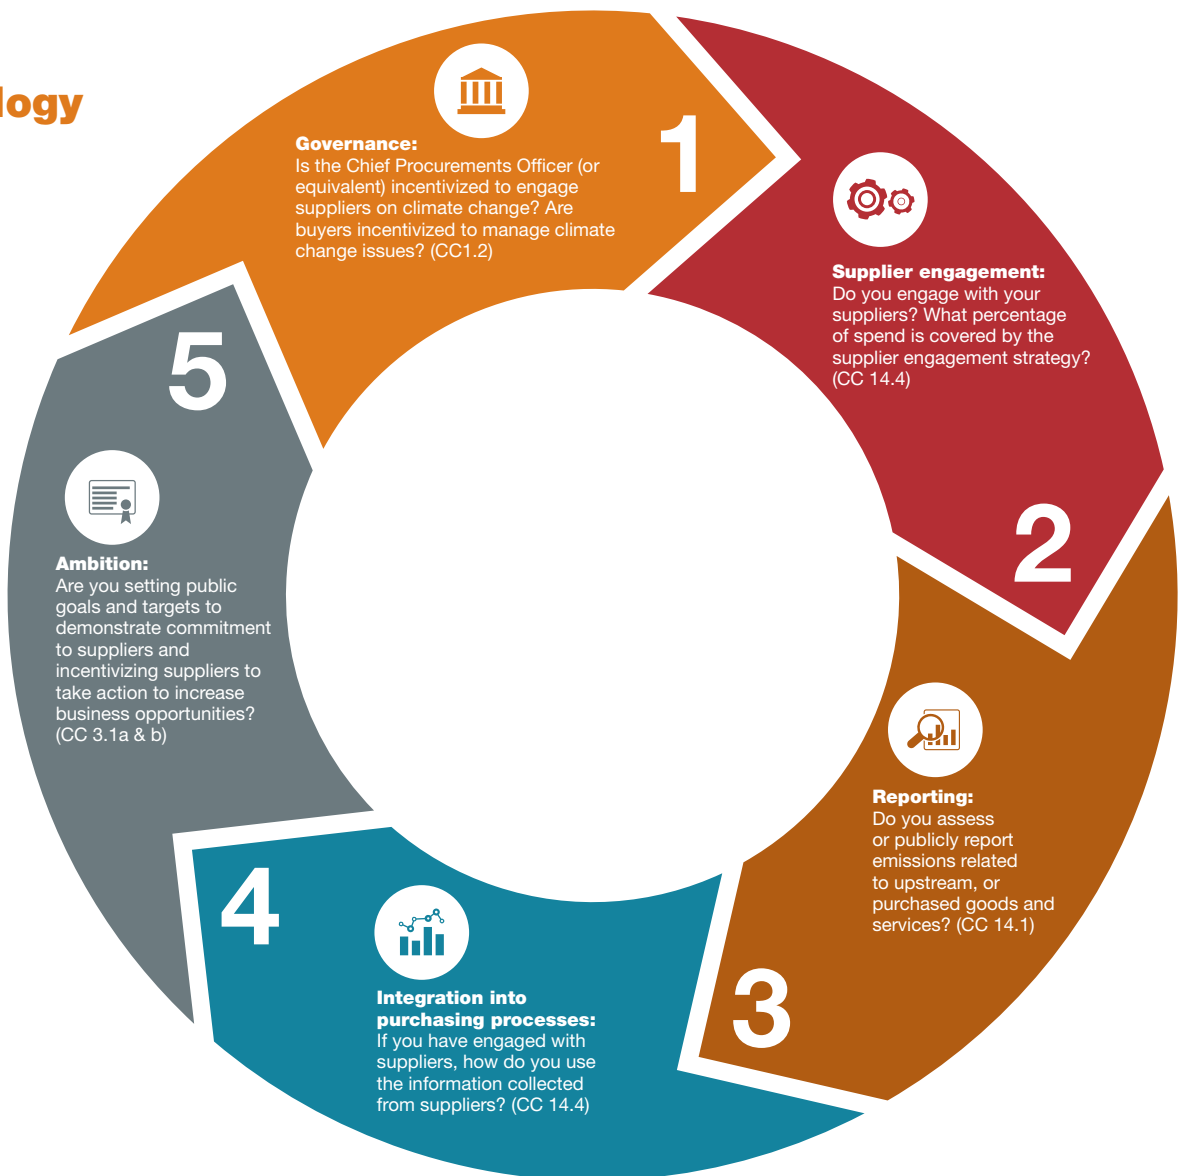 logy
1
Governance:
Is the Chief Procurements Officer (or
equivalent) incentivized to engage
suppliers on climate change? Are
buyers incentivized to manage climate
change issues? (CC1.2)
Supplier engagement:
Do you engage with your
suppliers? What percentage
of spend is covered by the
supplier engagement strategy?
(CC 14.4)
2
Reporting:
Do you assess
or publicly report
emissions related
to upstream, or
purchased goods and
services? (CC 14.1)
3
4
Integration into
purchasing processes:
If you have engaged with
suppliers, how do you use
the information collected
from suppliers? (CC 14.4)
5
Ambition:
Are you setting public
goals and targets to
demonstrate commitment
to suppliers and
incentivizing suppliers to
take action to increase
business opportunities?
(CC 3.1a & b)